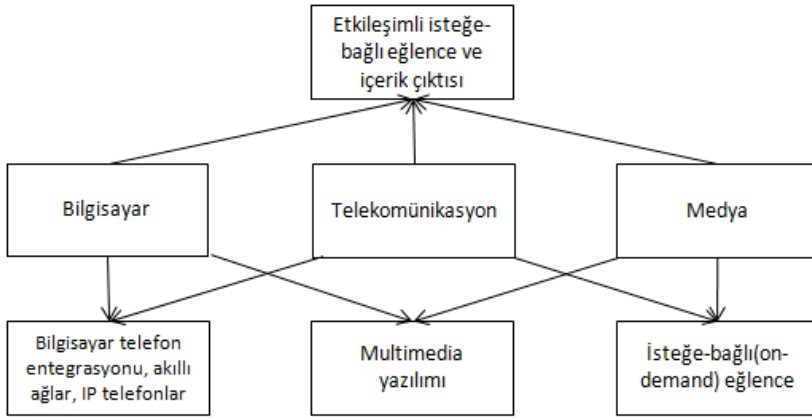 Etkileşimli isteğe-
bağlı eğlence ve
içerik çıktısı
Bilgisayar
Telekomünikasyon
Medya
Bilgisayar telefon
entegrasyonu, akıllı
ağlar, IP telefonlar
Multimedia
yazılımı
İsteğe-bağlı(on-
demand) eğlence